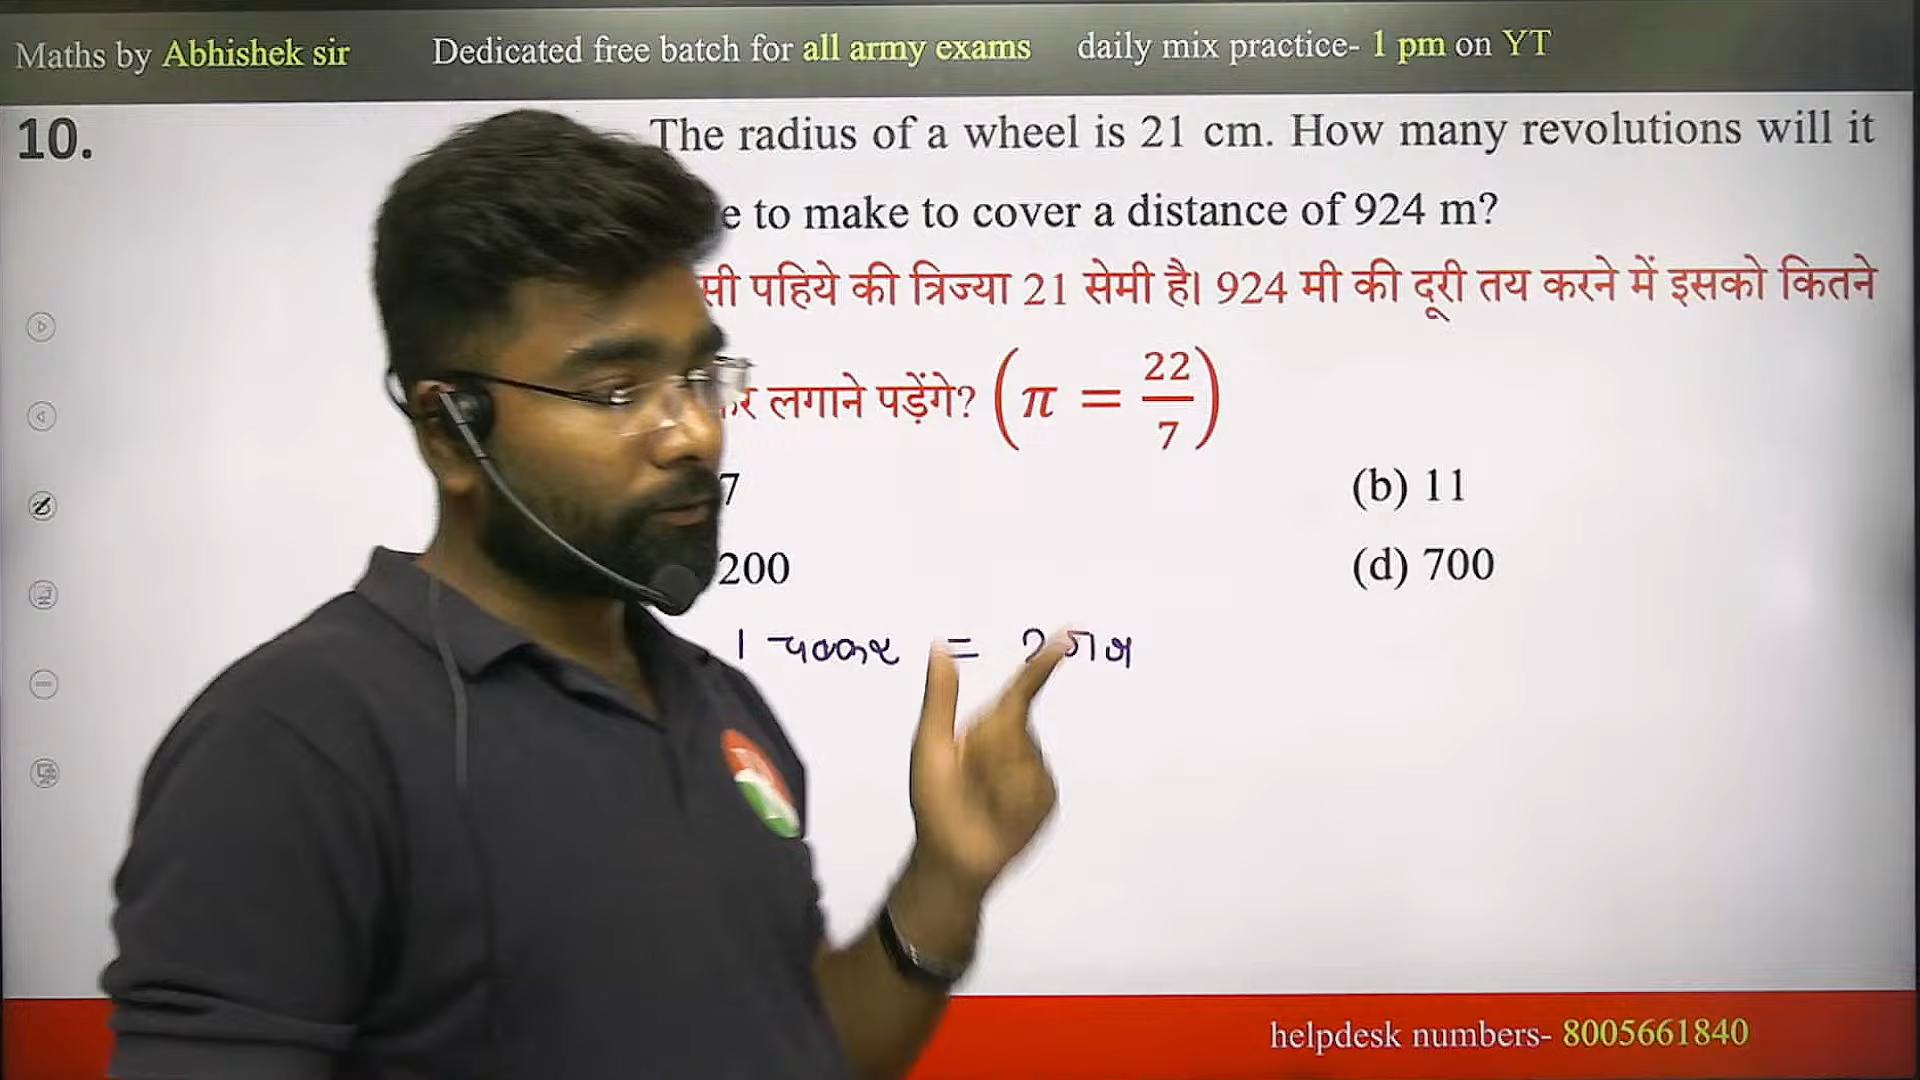 Maths by Abhishek sir Dedicated free batch for all army exams daily mix practice- 1 pm on YT
10. The radius of a wheel is 21 cm. How many revolutions will it
to make to cover a distance of 924 m?
पहिये की त्रिज्या 21 सेमी है। 924 मी की दूरी तय करने में इसको कितने
लगाने पड़ेंगे? (π = 22/7)
7 (b) 11
200 (d) 700
1 चक्कर = 2πr
helpdesk numbers- 8005661840